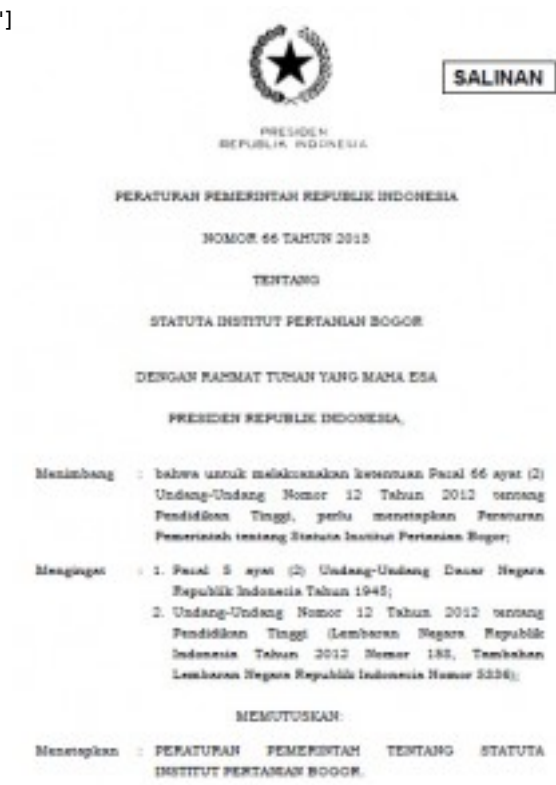 ']
SALINAN
PRESIDEN
REPUBLIK INDONESIA
PERATURAN PEMERINTAH REPUBLIK INDONESIA
NOMOR 66 TAHUN 2013
TENTANG
STATUTA INSTITUT PERTANIAN BOGOR
DENGAN RAHMAT TUHAN YANG MAHA ESA
PRESIDEN REPUBLIK INDONESIA,
Menimbang : bahwa untuk melaksanakan ketentuan Pasal 66 ayat (2)
Undang-Undang Nomor 12 Tahun 2012 tentang
Pendidikan Tinggi, perlu menetapkan Peraturan
Pemerintah tentang Statuta Institut Pertanian Bogor;
Mengingat : 1. Pasal 5 ayat (2) Undang-Undang Dasar Negara
Republik Indonesia Tahun 1945;
2. Undang-Undang Nomor 12 Tahun 2012 tentang
Pendidikan Tinggi (Lembaran Negara Republik
Indonesia Tahun 2012 Nomor 158, Tambahan
Lembaran Negara Republik Indonesia Nomor 5336);
MEMUTUSKAN:
Menetapkan : PERATURAN PEMERINTAH TENTANG STATUTA
INSTITUT PERTANIAN BOGOR.